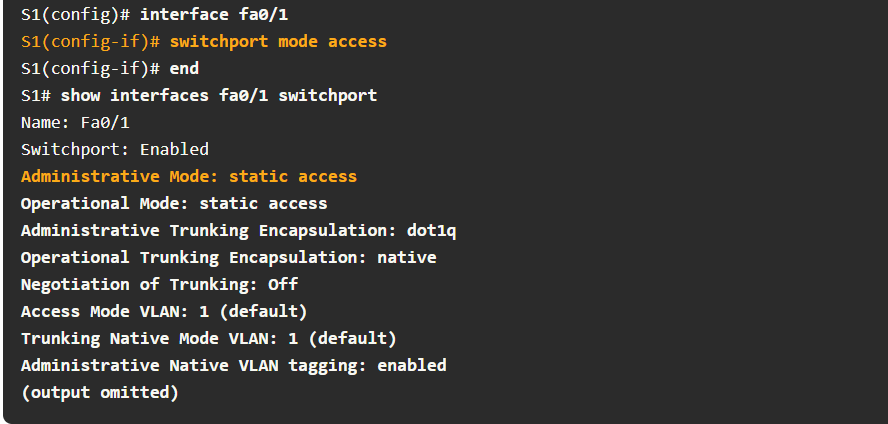 S1(config)# interface fa0/1
S1(config-if)# switchport mode access
S1(config-if)# end
S1# show interfaces fa0/1 switchport
Name: Fa0/1
Switchport: Enabled
Administrative Mode: static access
Operational Mode: static access
Administrative Trunking Encapsulation: dot1q
Operational Trunking Encapsulation: native
Negotiation of Trunking: Off
Access Mode VLAN: 1 (default)
Trunking Native Mode VLAN: 1 (default)
Administrative Native VLAN tagging: enabled
(output omitted)